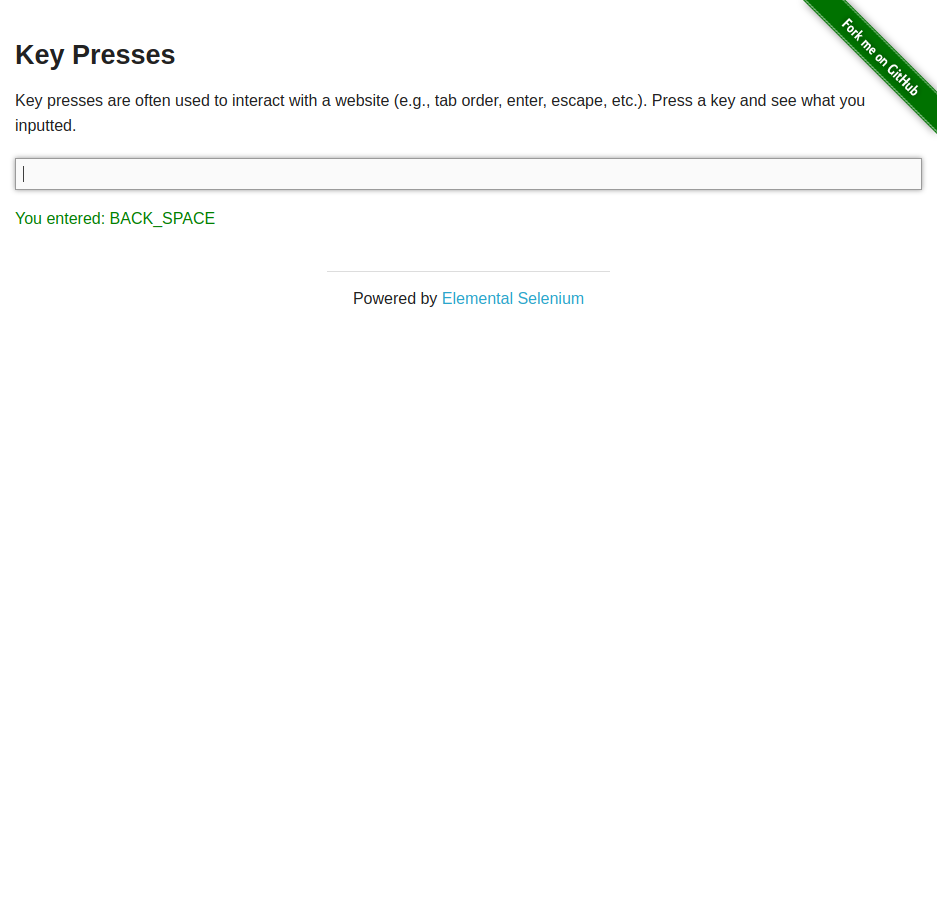 Fork me on GitHub
Key Presses
Key presses are often used to interact with a website (e.g., tab order, enter, escape, etc.). Press a key and see what you
inputted.
You entered: BACK_SPACE
Powered by Elemental Selenium